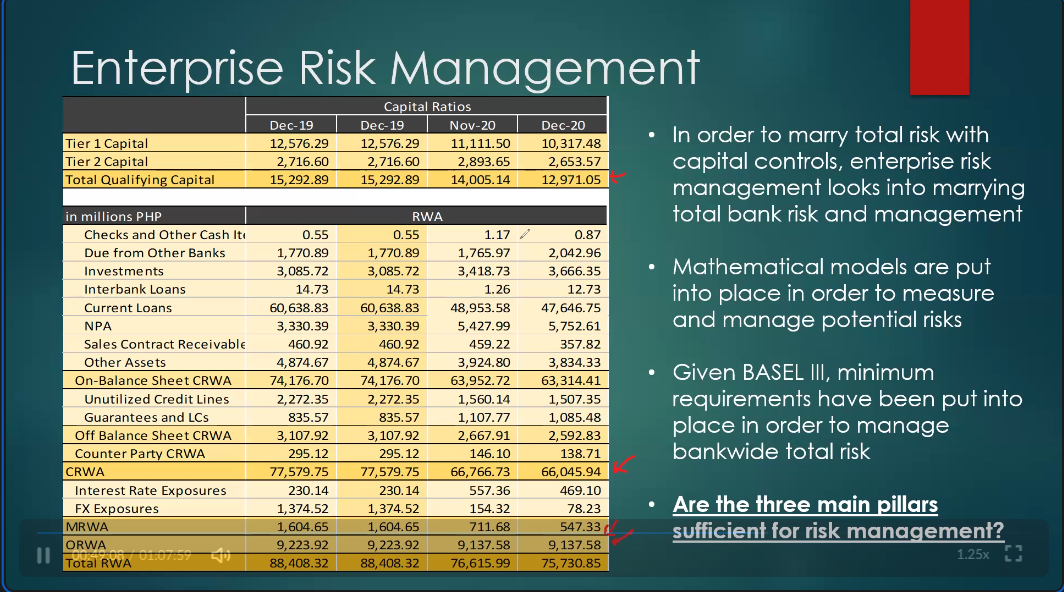 Enterprise Risk Management
Capital Ratios
Dec-19 Dec-19 Nov-20 Dec-20
Tier 1 Capital 12,576.29 12,576.29 11,111.50 10,317.48
Tier 2 Capital 2,716.60 2,716.60 2,893.65 2,653.57
Total Qualifying Capital 15,292.89 15,292.89 14,005.14 12,971.05
in millions PHP RWA
Checks and Other Cash Ite 0.55 0.55 1.17 0.87
Due from Other Banks 1,770.89 1,770.89 1,765.97 2,042.96
Investments 3,085.72 3,085.72 3,418.73 3,666.35
Interbank Loans 14.73 14.73 1.26 12.73
Current Loans 60,638.83 60,638.83 48,953.58 47,646.75
NPA 3,330.39 3,330.39 5,427.99 5,752.61
Sales Contract Receivable 460.92 460.92 459.22 357.82
Other Assets 4,874.67 4,874.67 3,924.80 3,834.33
On-Balance Sheet CRWA 74,176.70 74,176.70 63,952.72 63,314.41
Unutilized Credit Lines 2,272.35 2,272.35 1,560.14 1,507.35
Guarantees and LCs 835.57 835.57 1,107.77 1,085.48
Off Balance Sheet CRWA 3,107.92 3,107.92 2,667.91 2,592.83
Counter Party CRWA 295.12 295.12 146.10 138.71
CRWA 77,579.75 77,579.75 66,766.73 66,045.94
Interest Rate Exposures 230.14 230.14 557.36 469.10
FX Exposures 1,374.52 1,374.52 154.32 78.23
MRWA 1,604.65 1,604.65 711.68 547.33
ORWA 9,223.92 9,223.92 9,137.58 9,137.58
Total RWA 88,408.32 88,408.32 76,615.99 75,730.85
• In order to marry total risk with
capital controls, enterprise risk
management looks into marrying
total bank risk and management
• Mathematical models are put
into place in order to measure
and manage potential risks
• Given BASEL III, minimum
requirements have been put into
place in order to manage
bankwide total risk
• Are the three main pillars
sufficient for risk management?
00:49:08 / 01:07:59
1.25x